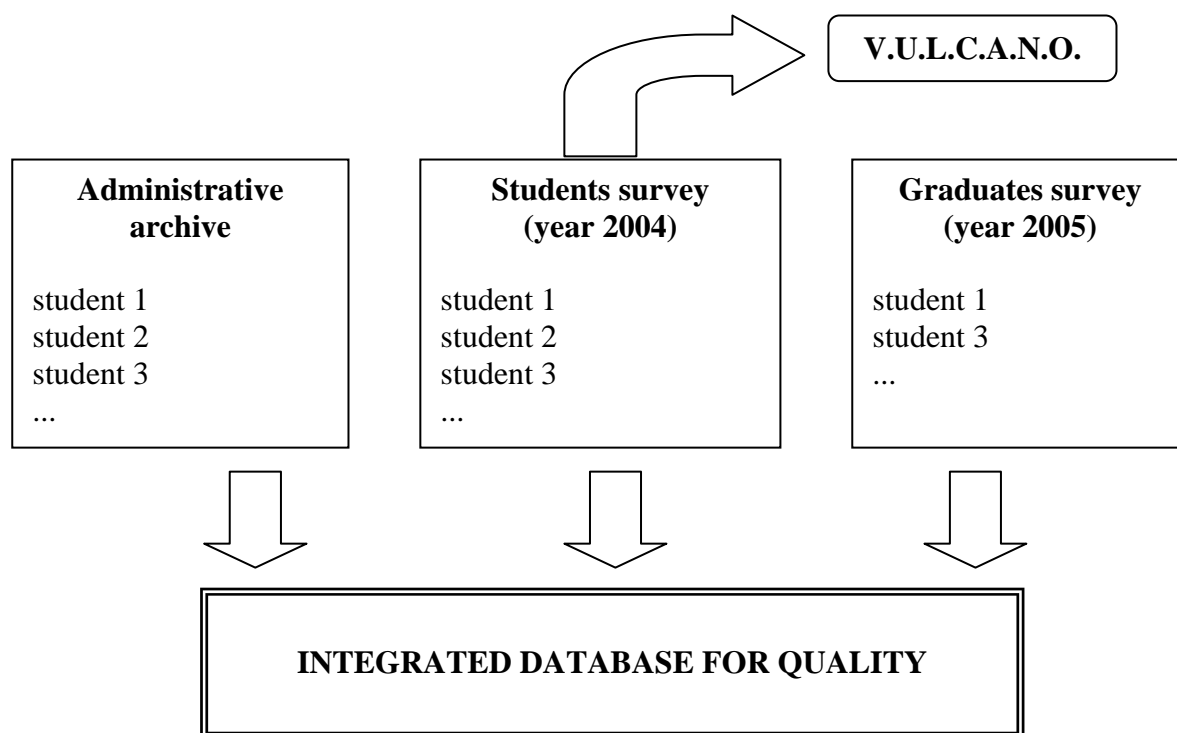 V.U.L.C.A.N.O.
Administrative
archive
student 1
student 2
student 3
...
Students survey
(year 2004)
student 1
student 2
student 3
...
Graduates survey
(year 2005)
student 1
student 3
...
INTEGRATED DATABASE FOR QUALITY